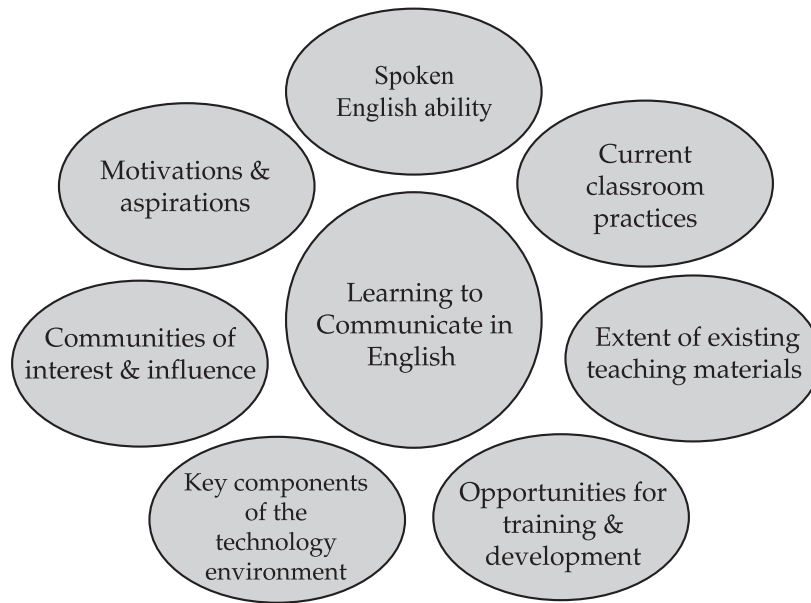 Spoken
English ability
Motivations &
aspirations
Current
classroom
practices
Learning to
Communicate in
English
Communities of
interest & influence
Extent of existing
teaching materials
Key components
of the
technology
environment
Opportunities for
training &
development